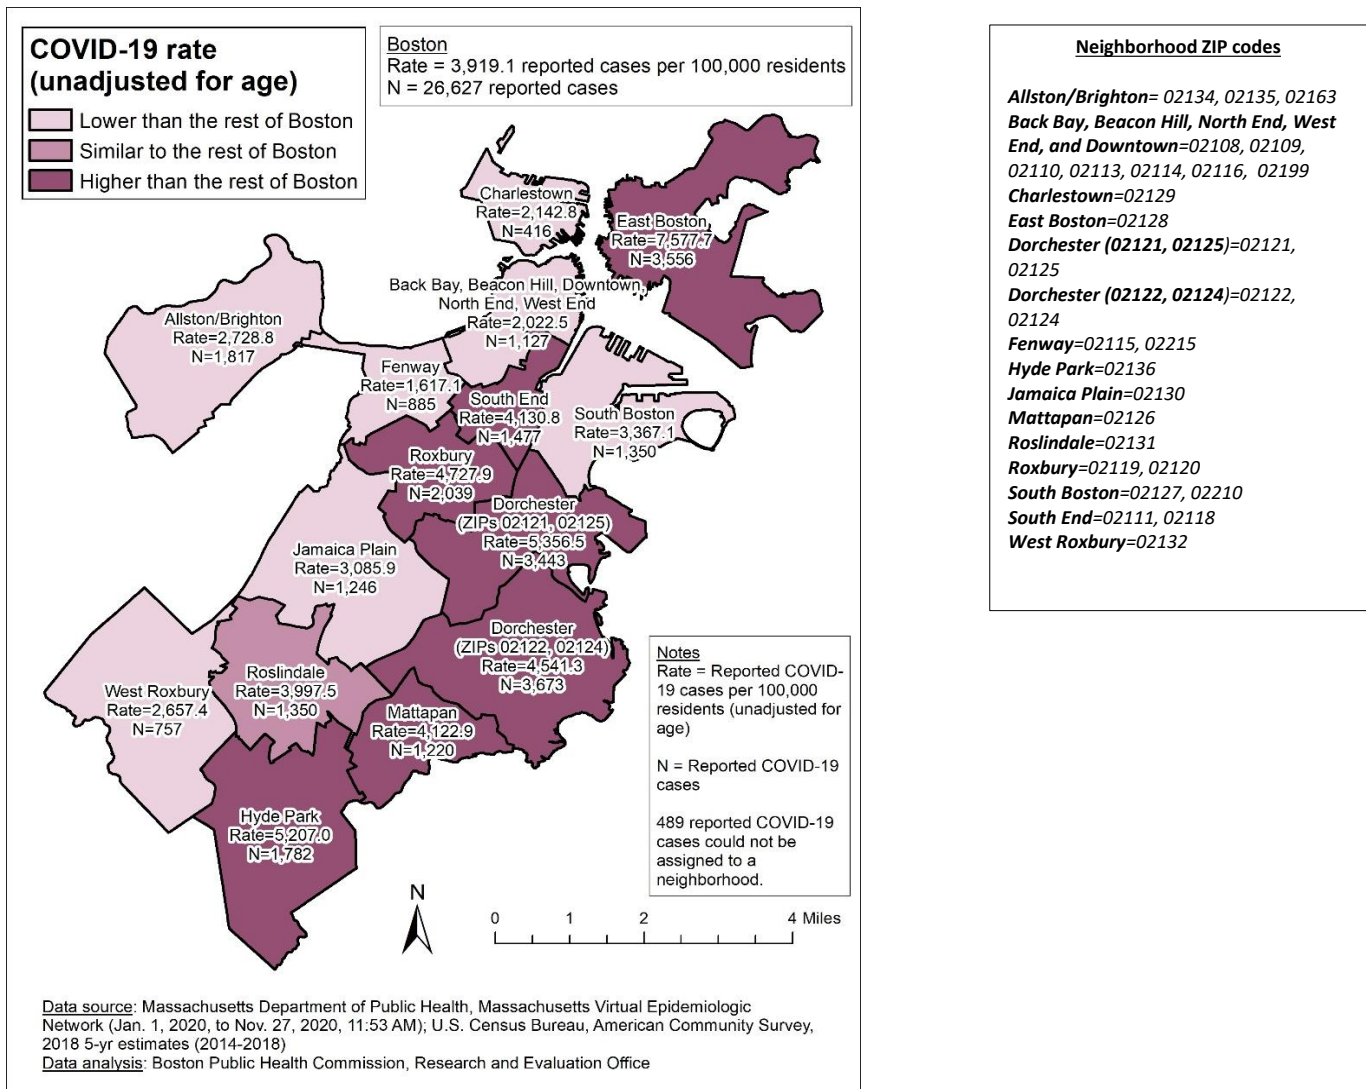 COVID-19 rate
(unadjusted for age)
Lower than the rest of Boston
Similar to the rest of Boston
Higher than the rest of Boston
Boston
Rate = 3,919.1 reported cases per 100,000 residents
N = 26,627 reported cases
Charlestown
Rate=2,142.8
N=416
East Boston
Rate=7,577.7
N=3,556
Back Bay, Beacon Hill, Downtown,
North End, West End
Rate=2,022.5
N=1,127
Allston/Brighton
Rate=2,728.8
N=1,817
Fenway
Rate=1,617.1
N=885
South End
Rate=4,130.8
N=1,477
South Boston
Rate=3,367.1
N=1,350
Roxbury
Rate=4,727.9
N=2,039
Dorchester
(ZIPs 02121, 02125)
Rate=5,356.5
N=3,443
Jamaica Plain
Rate=3,085.9
N=1,246
Dorchester
(ZIPs 02122, 02124)
Rate=4,541.3
N=3,673
Roslindale
Rate=3,997.5
N=1,350
West Roxbury
Rate=2,657.4
N=757
Mattapan
Rate=4,122.9
N=1,220
Hyde Park
Rate=5,207.0
N=1,782
Notes
Rate = Reported COVID-
19 cases per 100,000
residents (unadjusted for
age)
N = Reported COVID-19
cases
489 reported COVID-19
cases could not be
assigned to a
neighborhood.
N
0 1 2 4 Miles
Data source: Massachusetts Department of Public Health, Massachusetts Virtual Epidemiologic
Network (Jan. 1, 2020, to Nov. 27, 2020, 11:53 AM); U.S. Census Bureau, American Community Survey,
2018 5-yr estimates (2014-2018)
Data analysis: Boston Public Health Commission, Research and Evaluation Office
Neighborhood ZIP codes
Allston/Brighton= 02134, 02135, 02163
Back Bay, Beacon Hill, North End, West
End, and Downtown=02108, 02109,
02110, 02113, 02114, 02116, 02199
Charlestown=02129
East Boston=02128
Dorchester (02121, 02125)=02121,
02125
Dorchester (02122, 02124)=02122,
02124
Fenway=02115, 02215
Hyde Park=02136
Jamaica Plain=02130
Mattapan=02126
Roslindale=02131
Roxbury=02119, 02120
South Boston=02127, 02210
South End=02111, 02118
West Roxbury=02132